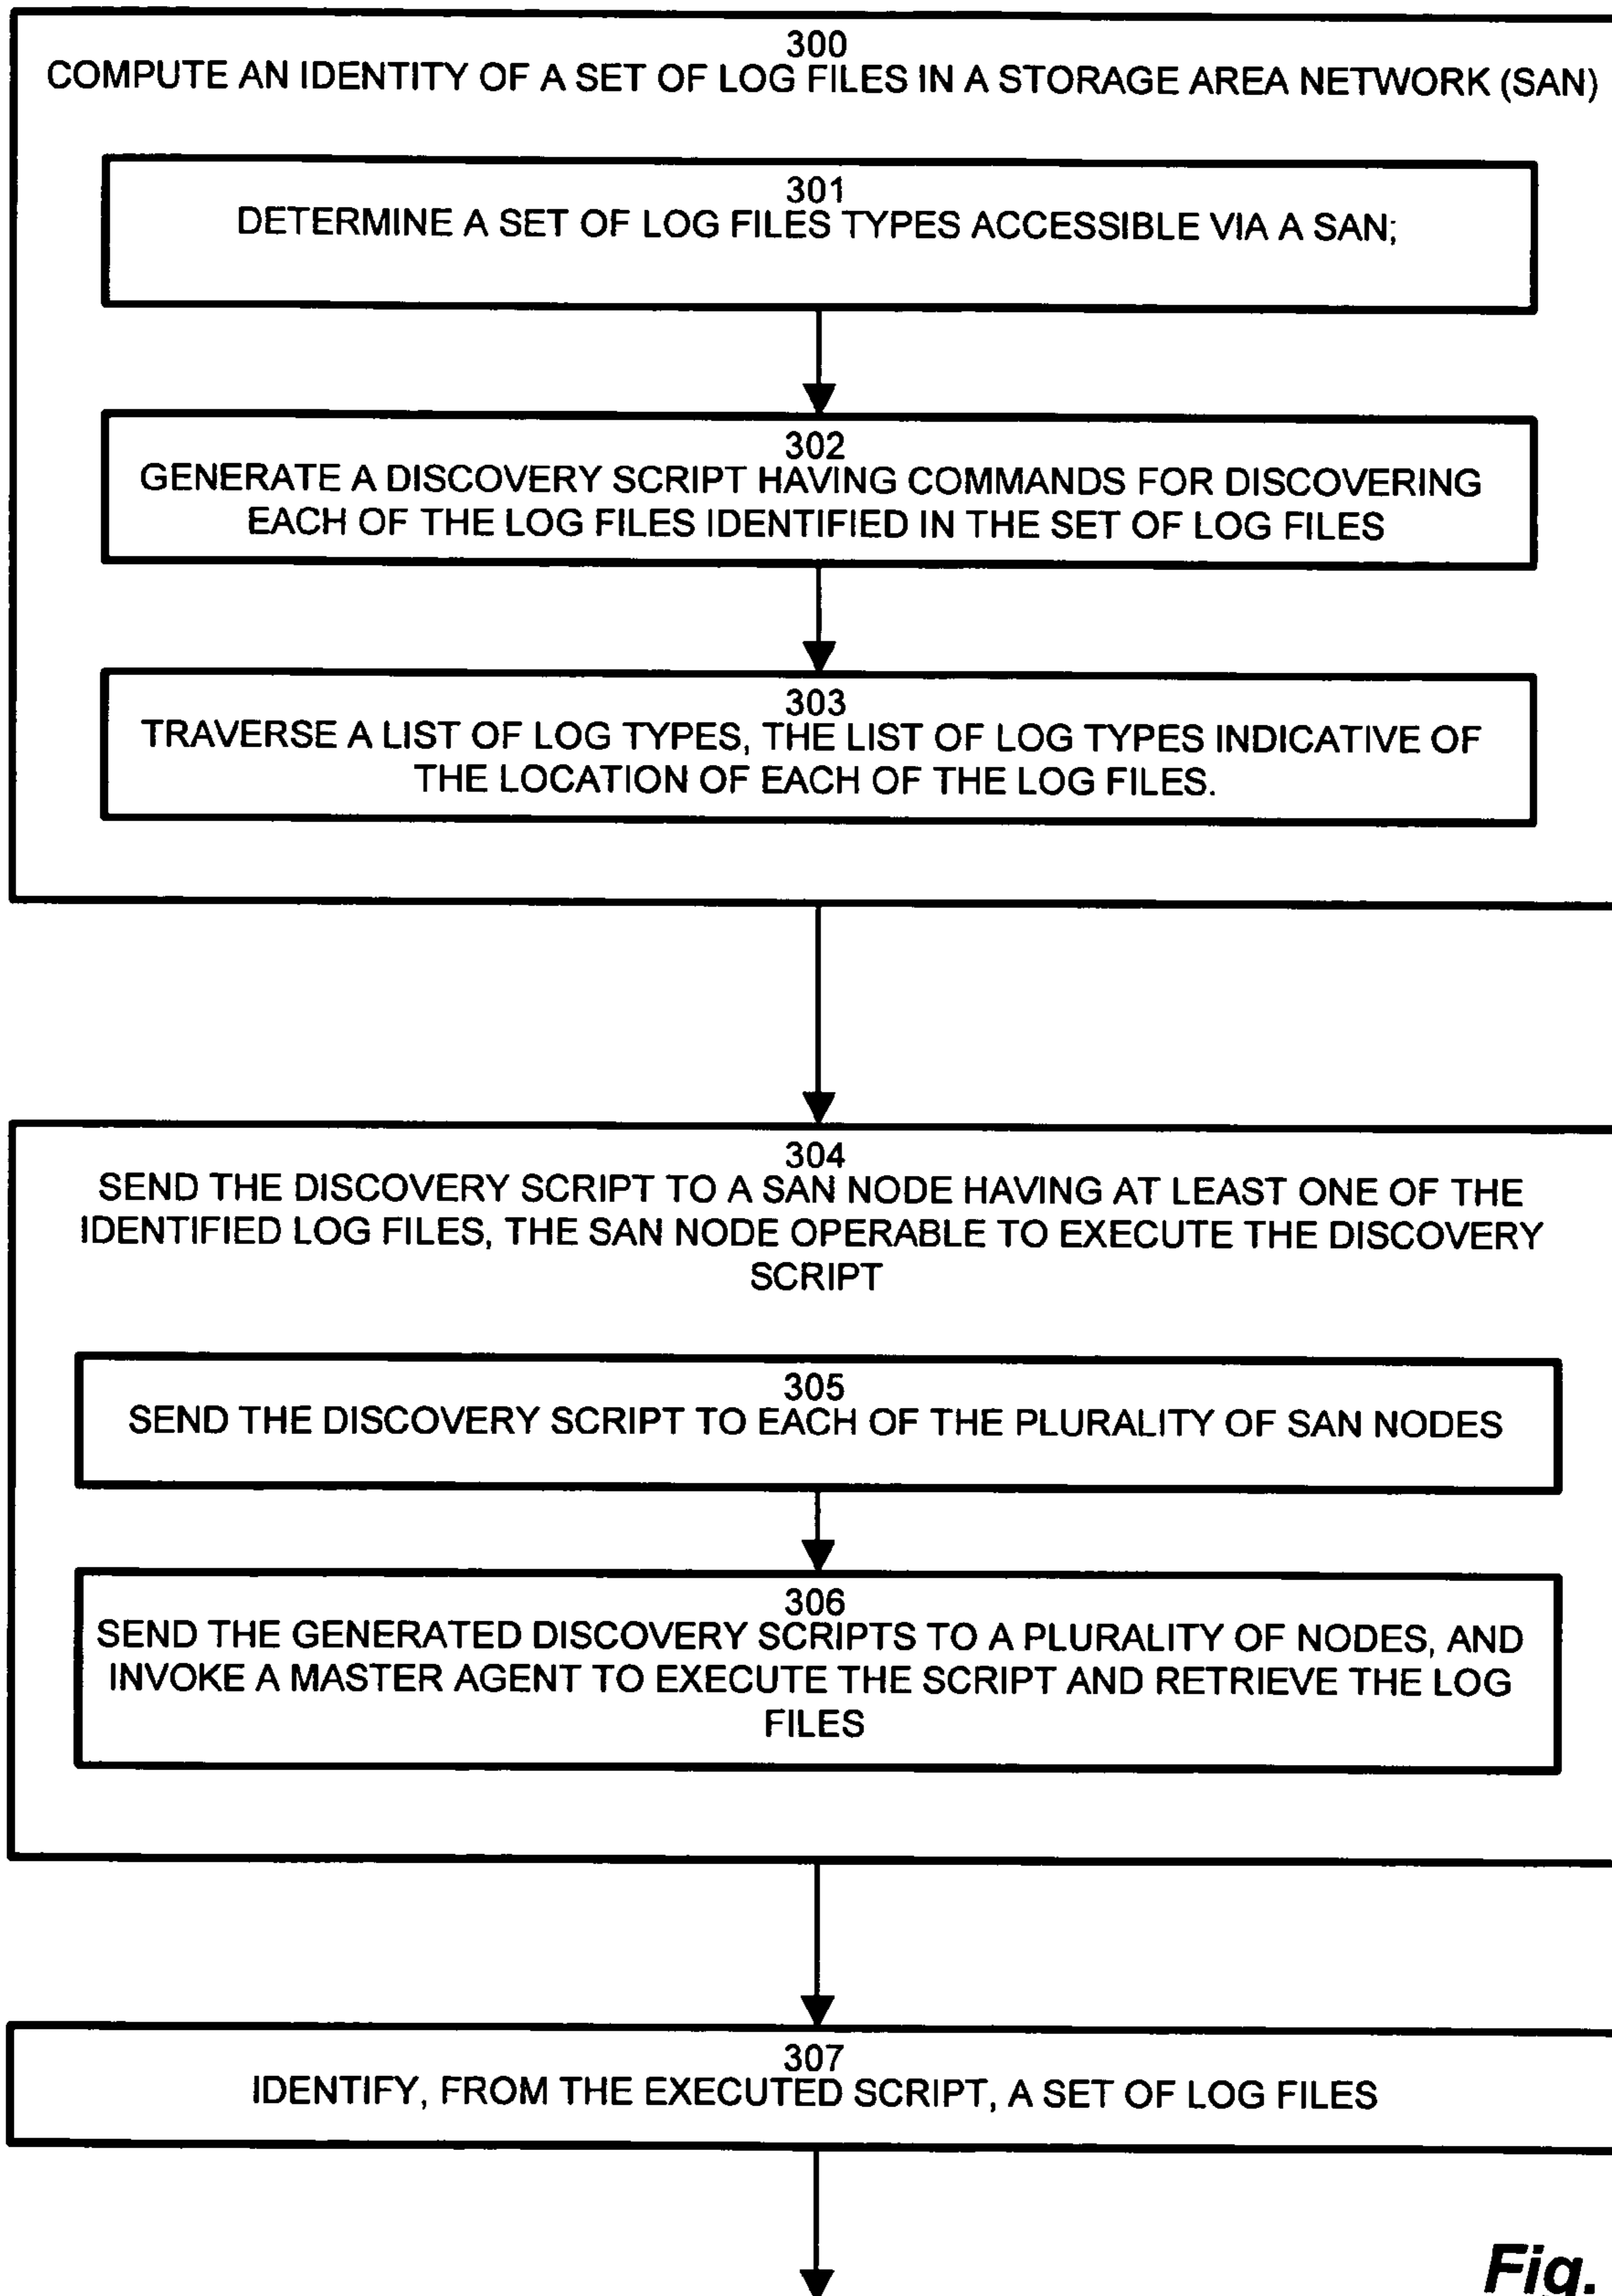 300
COMPUTE AN IDENTITY OF A SET OF LOG FILES IN A STORAGE AREA NETWORK (SAN)
301
DETERMINE A SET OF LOG FILES TYPES ACCESSIBLE VIA A SAN;
302
GENERATE A DISCOVERY SCRIPT HAVING COMMANDS FOR DISCOVERING
EACH OF THE LOG FILES IDENTIFIED IN THE SET OF LOG FILES
303
TRAVERSE A LIST OF LOG TYPES, THE LIST OF LOG TYPES INDICATIVE OF
THE LOCATION OF EACH OF THE LOG FILES.
304
SEND THE DISCOVERY SCRIPT TO A SAN NODE HAVING AT LEAST ONE OF THE
IDENTIFIED LOG FILES, THE SAN NODE OPERABLE TO EXECUTE THE DISCOVERY
SCRIPT
305
SEND THE DISCOVERY SCRIPT TO EACH OF THE PLURALITY OF SAN NODES
306
SEND THE GENERATED DISCOVERY SCRIPTS TO A PLURALITY OF NODES, AND
INVOKE A MASTER AGENT TO EXECUTE THE SCRIPT AND RETRIEVE THE LOG
FILES
307
IDENTIFY, FROM THE EXECUTED SCRIPT, A SET OF LOG FILES
Fig.